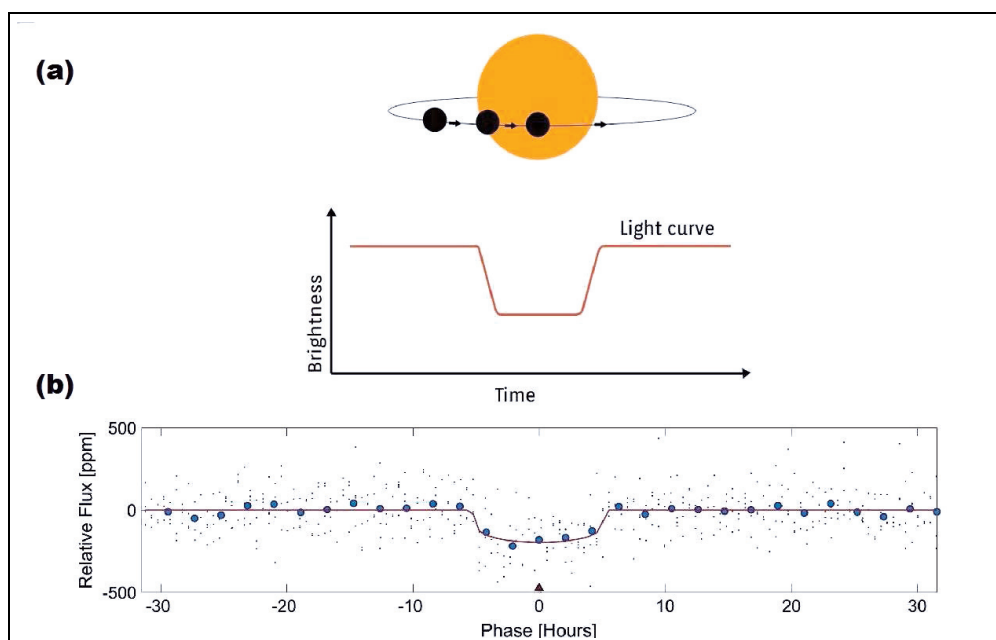 (a)
Light curve
Brightness
Time
(b)
500
0
-500
Relative Flux [ppm]
-30 -20 -10 0 10 20 30
Phase [Hours]